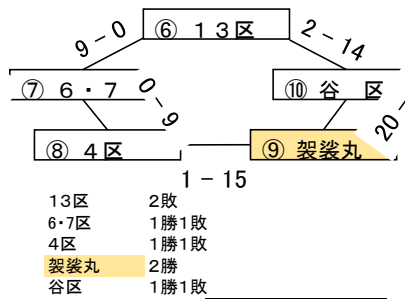 ⑥ 13区
9-0
2-14
⑦ 6・7
0-9
⑩ 谷 区
20-
⑧ 4区
⑨ 袈裟丸
1-15
13区 2敗
6・7区 1勝1敗
4区 1勝1敗
袈裟丸 2勝
谷区 1勝1敗